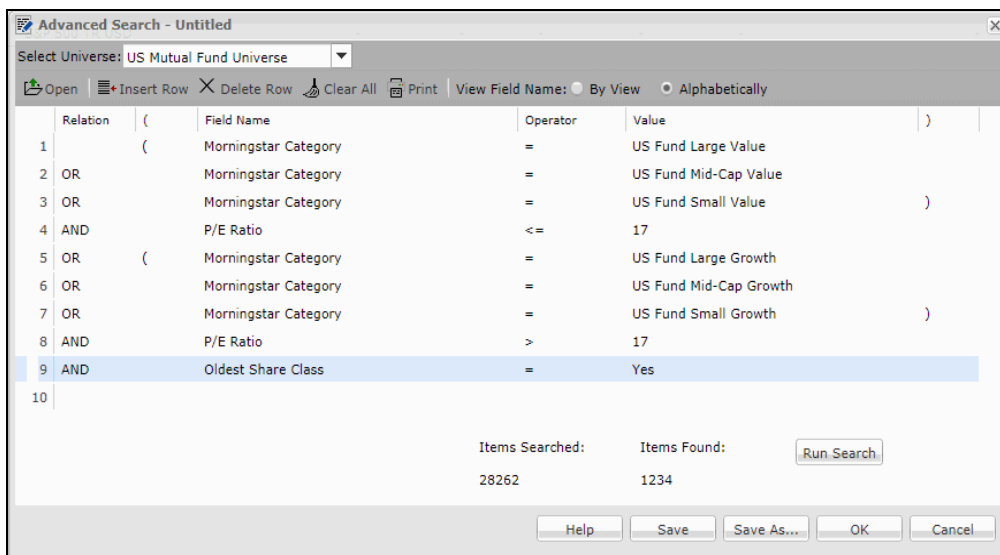 Advanced Search - Untitled
Select Universe: US Mutual Fund Universe
Open Insert Row Delete Row Clear All Print View Field Name: By View Alphabetically
Relation ( Field Name Operator Value )
1 ( Morningstar Category = US Fund Large Value
2 OR Morningstar Category = US Fund Mid-Cap Value
3 OR Morningstar Category = US Fund Small Value )
4 AND P/E Ratio <= 17
5 OR ( Morningstar Category = US Fund Large Growth
6 OR Morningstar Category = US Fund Mid-Cap Growth
7 OR Morningstar Category = US Fund Small Growth )
8 AND P/E Ratio > 17
9 AND Oldest Share Class = Yes
10
Items Searched: Items Found: Run Search
28262 1234
Help Save Save As... OK Cancel